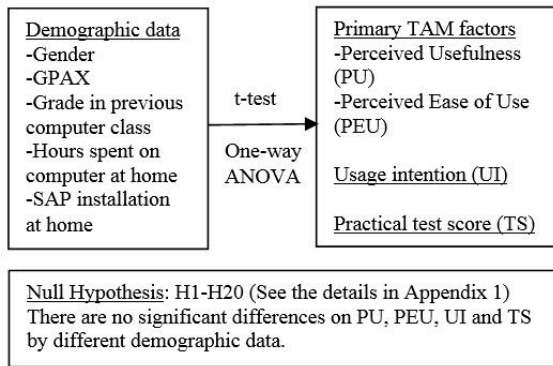 Demographic data
-Gender
-GPAX
-Grade in previous
computer class
-Hours spent on
computer at home
-SAP installation
at home
t-test
One-way
ANOVA
Primary TAM factors
-Perceived Usefulness
(PU)
-Perceived Ease of Use
(PEU)
Usage intention (UI)
Practical test score (TS)
Null Hypothesis: H1-H20 (See the details in Appendix 1)
There are no significant differences on PU, PEU, UI and TS
by different demographic data.